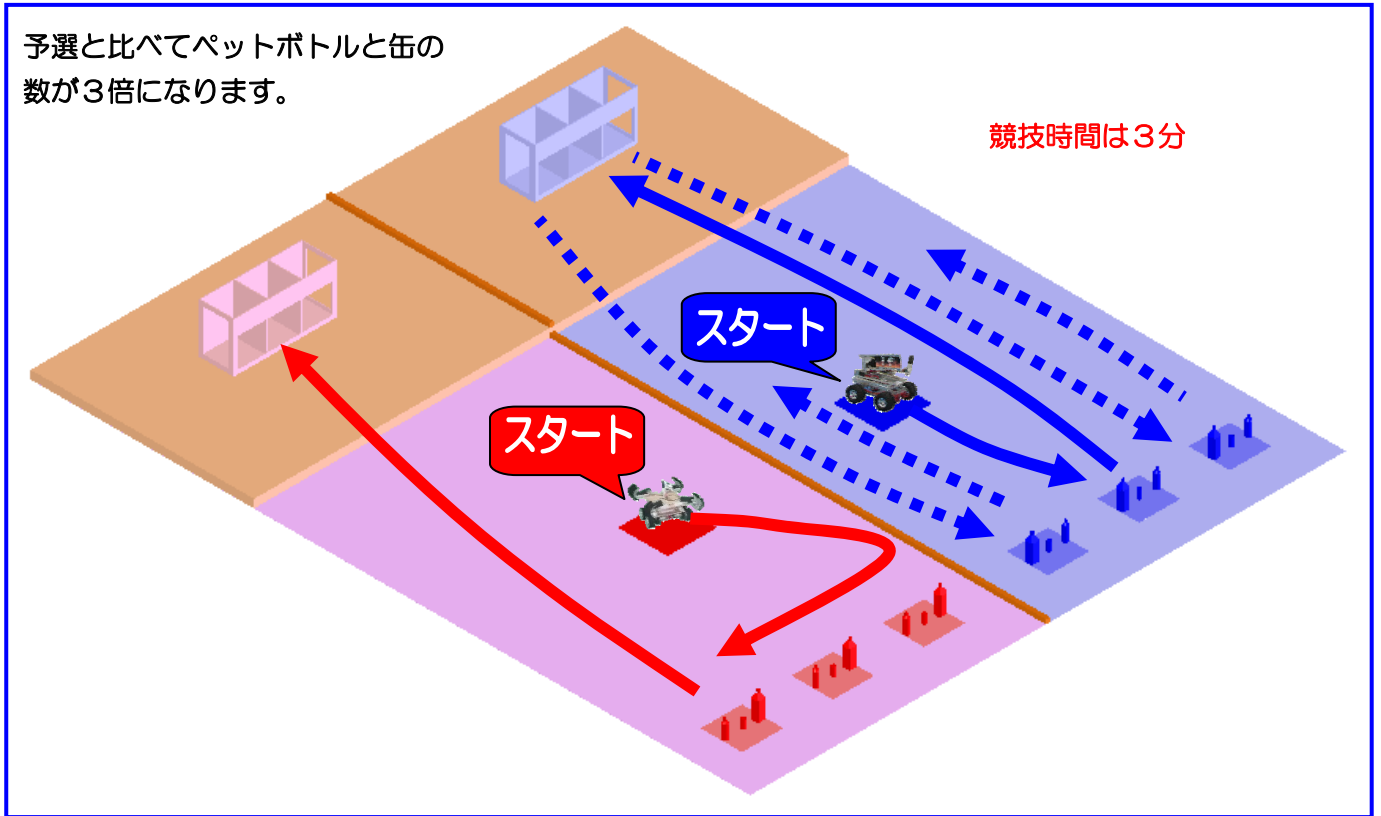 予選と比べてペットボトルと缶の
数が３倍になります。
競技時間は３分
スタート
スタート